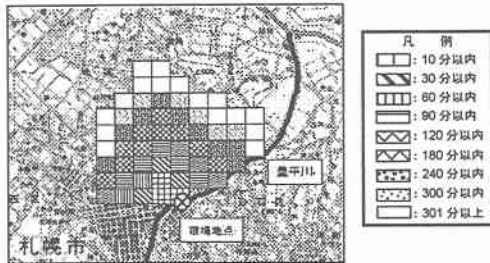 豊平川
破堤地点
札幌市
凡 例
: 10 分以内
: 30 分以内
: 60 分以内
: 90 分以内
: 120 分以内
: 180 分以内
: 240 分以内
: 300 分以内
: 301 分以上